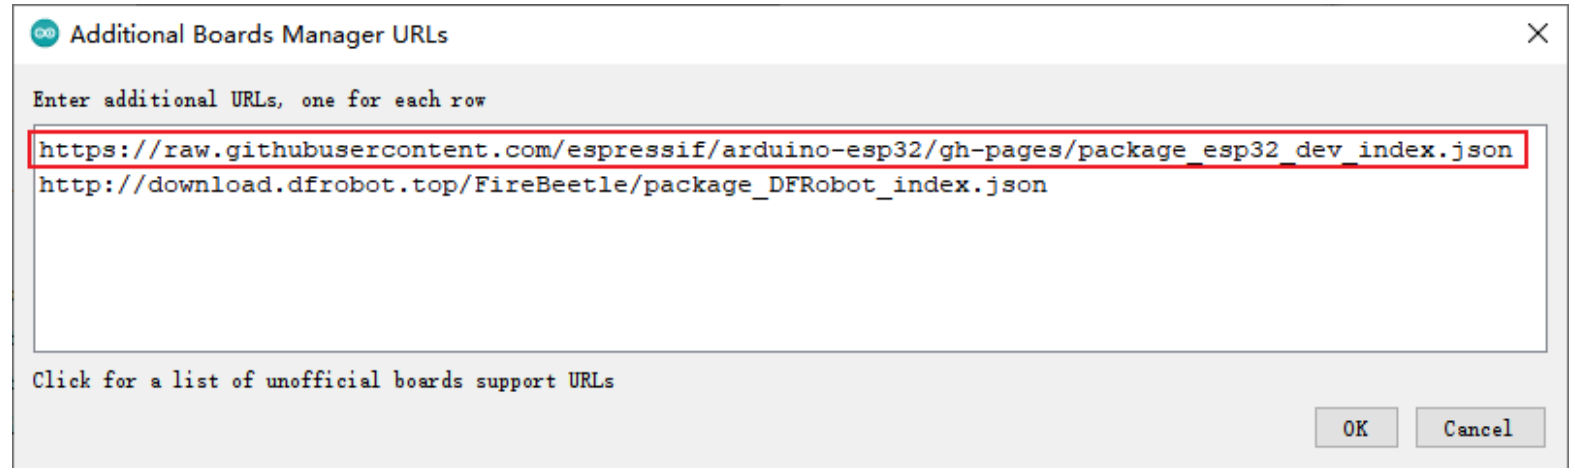 Additional Boards Manager URLs
Enter additional URLs, one for each row
https://raw.githubusercontent.com/espressif/arduino-esp32/gh-pages/package_esp32_dev_index.json
http://download.dfrobot.top/FireBeetle/package_DFRobot_index.json
Click for a list of unofficial boards support URLs
OK Cancel